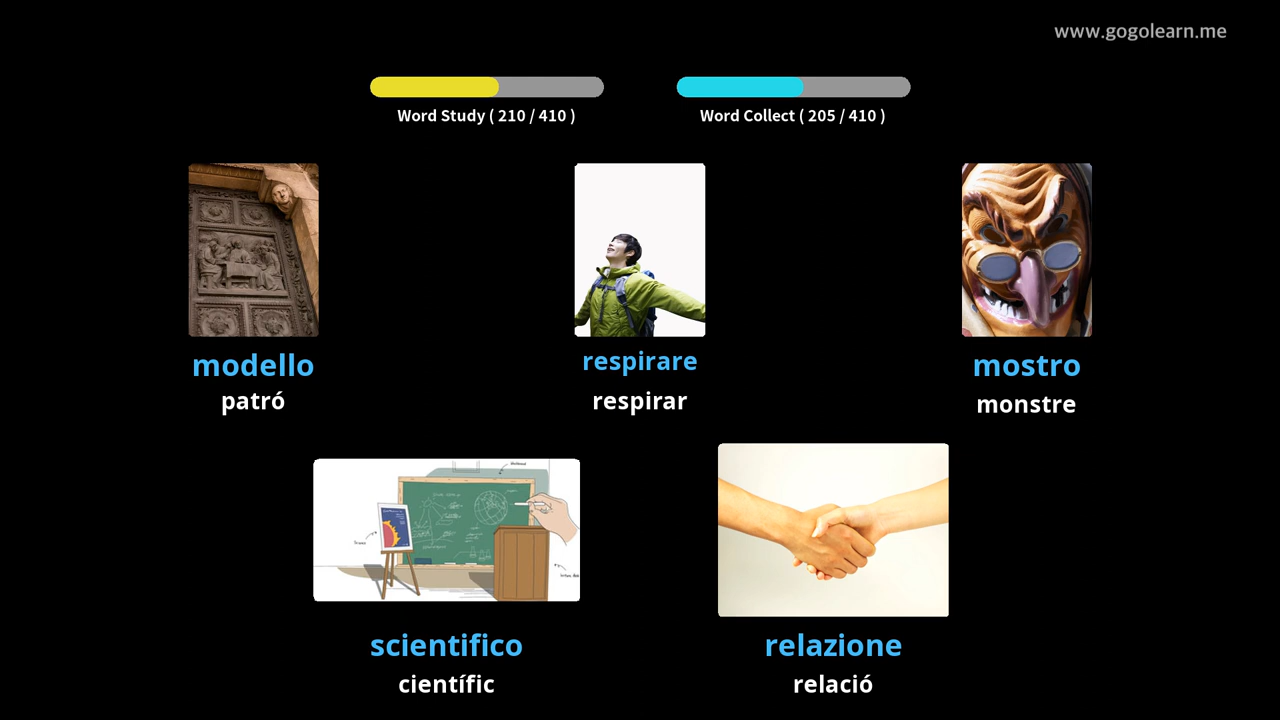 www.gogolearn.me
Word Study ( 210 / 410 )
Word Collect ( 205 / 410 )
modello
patró
respirare
respirar
mostro
monstre
scientifico
científic
relazione
relació